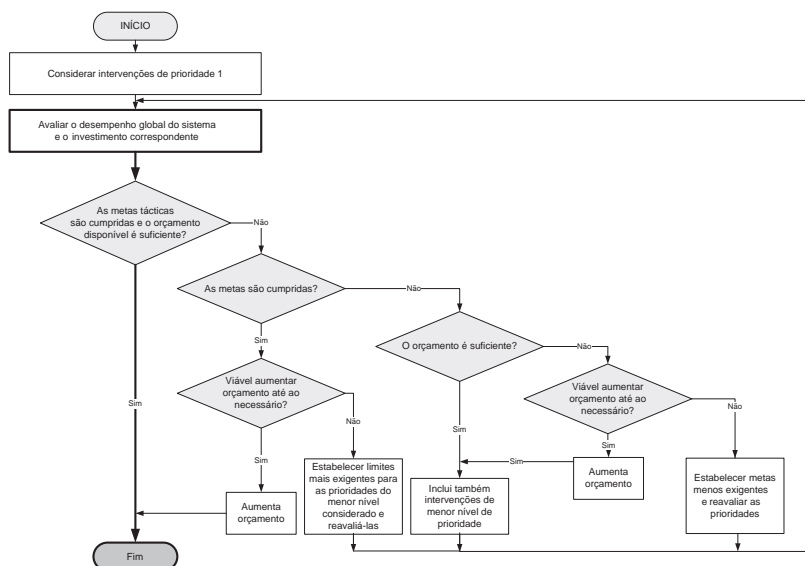 INÍCIO
Considerar intervenções de prioridade 1
Avaliar o desempenho global do sistema
e o investimento correspondente
As metas tácticas
são cumpridas e o orçamento
disponível é suficiente?
Não
As metas são cumpridas?
Não
Sim
O orçamento é suficiente?
Não
Viável aumentar
orçamento até ao
necessário?
Viável aumentar
orçamento até ao
necessário?
Sim
Não
Não
Sim
Sim
Sim
Sim
Estabelecer limites
mais exigentes para
as prioridades do
menor nível
considerado e
reavaliá-las
Aumenta
orçamento
Estabelecer metas
menos exigentes
e reavaliar as
prioridades
Aumenta
orçamento
Inclui também
intervenções de
menor nível de
prioridade
Fim